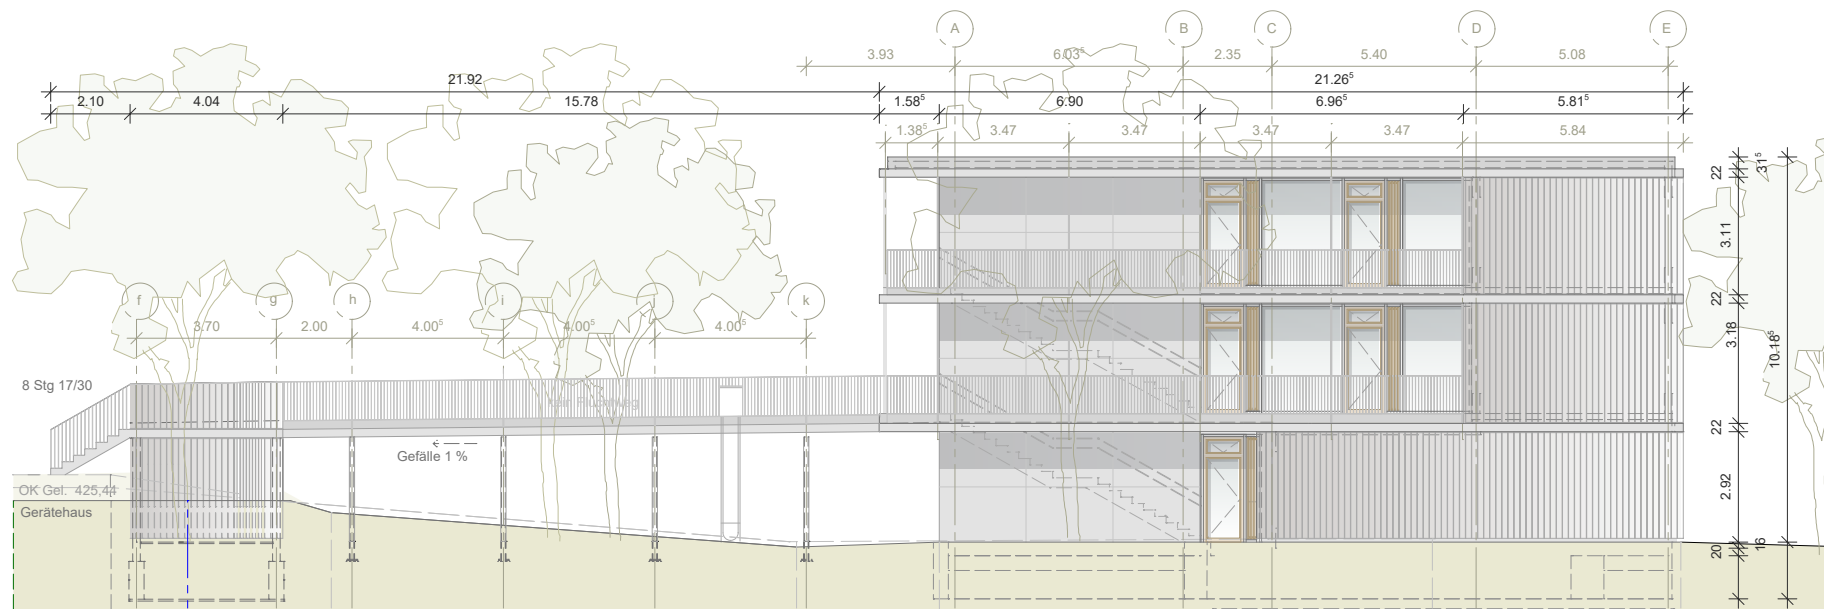 A B C D E
3.93 6.03⁵ 2.35 5.40 5.08
21.92 21.26⁵
2.10 4.04 15.78 1.58⁵ 6.90 6.96⁵ 5.81⁵
1.38⁵ 3.47 3.47 3.47 3.47 5.84
22 31⁵
3.11
f g h i j k
22
3.70 2.00 4.00⁵ 4.00⁵ 4.00⁵
3.18
10.18⁵
8 Stg 17/30
kein Fluchtweg
22
Gefälle 1 %
2.92
OK Gel. 425,44
Gerätehaus
20 16